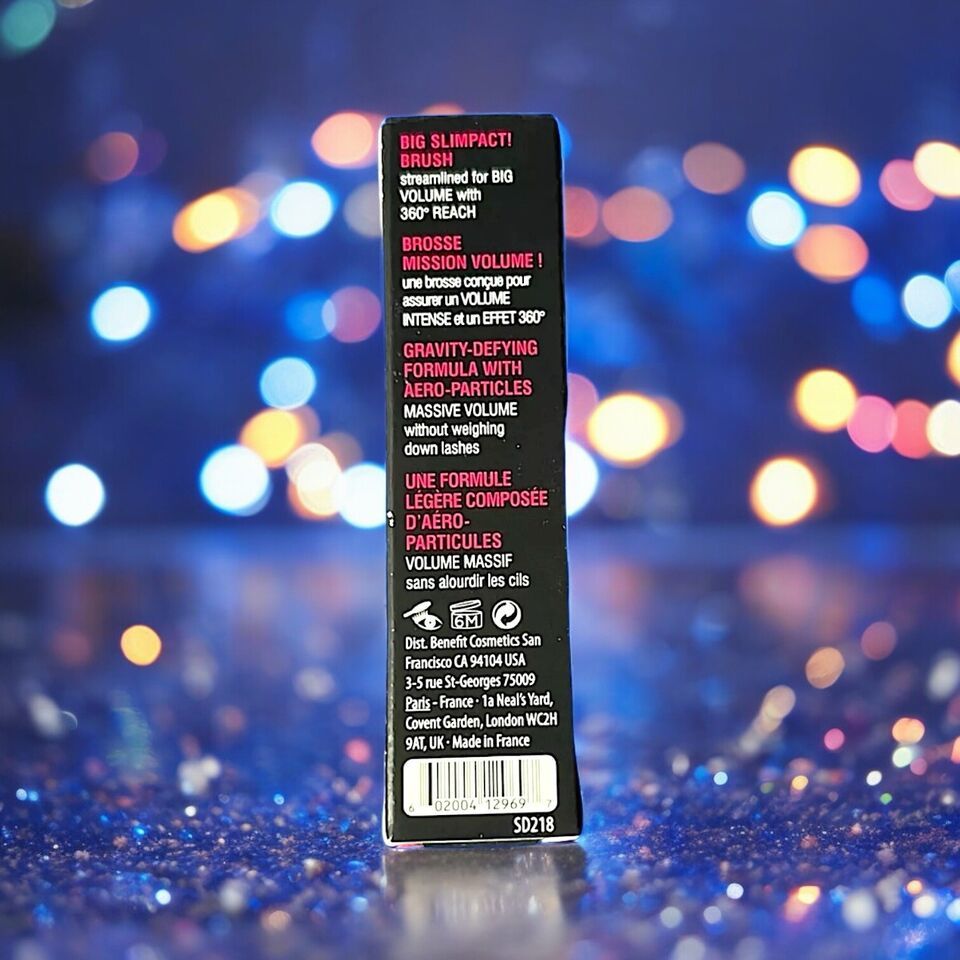 BIG SLIMPACT!
BRUSH
streamlined for BIG
VOLUME with
360° REACH
BROSSE
MISSION VOLUME !
une brosse conçue pour
assurer un VOLUME
INTENSE et un EFFET 360°
GRAVITY-DEFYING
FORMULA WITH
AERO-PARTICLES
MASSIVE VOLUME
without weighing
down lashes
UNE FORMULE
LÉGÈRE COMPOSÉE
D'AÉRO-
PARTICULES
VOLUME MASSIF
sans alourdir les cils
6M
Dist. Benefit Cosmetics San
Francisco CA 94104 USA
3-5 rue St-Georges 75009
Paris - France · 1a Neal's Yard,
Covent Garden, London WC2H
9AT, UK · Made in France
6 02004 12969 7
SD218